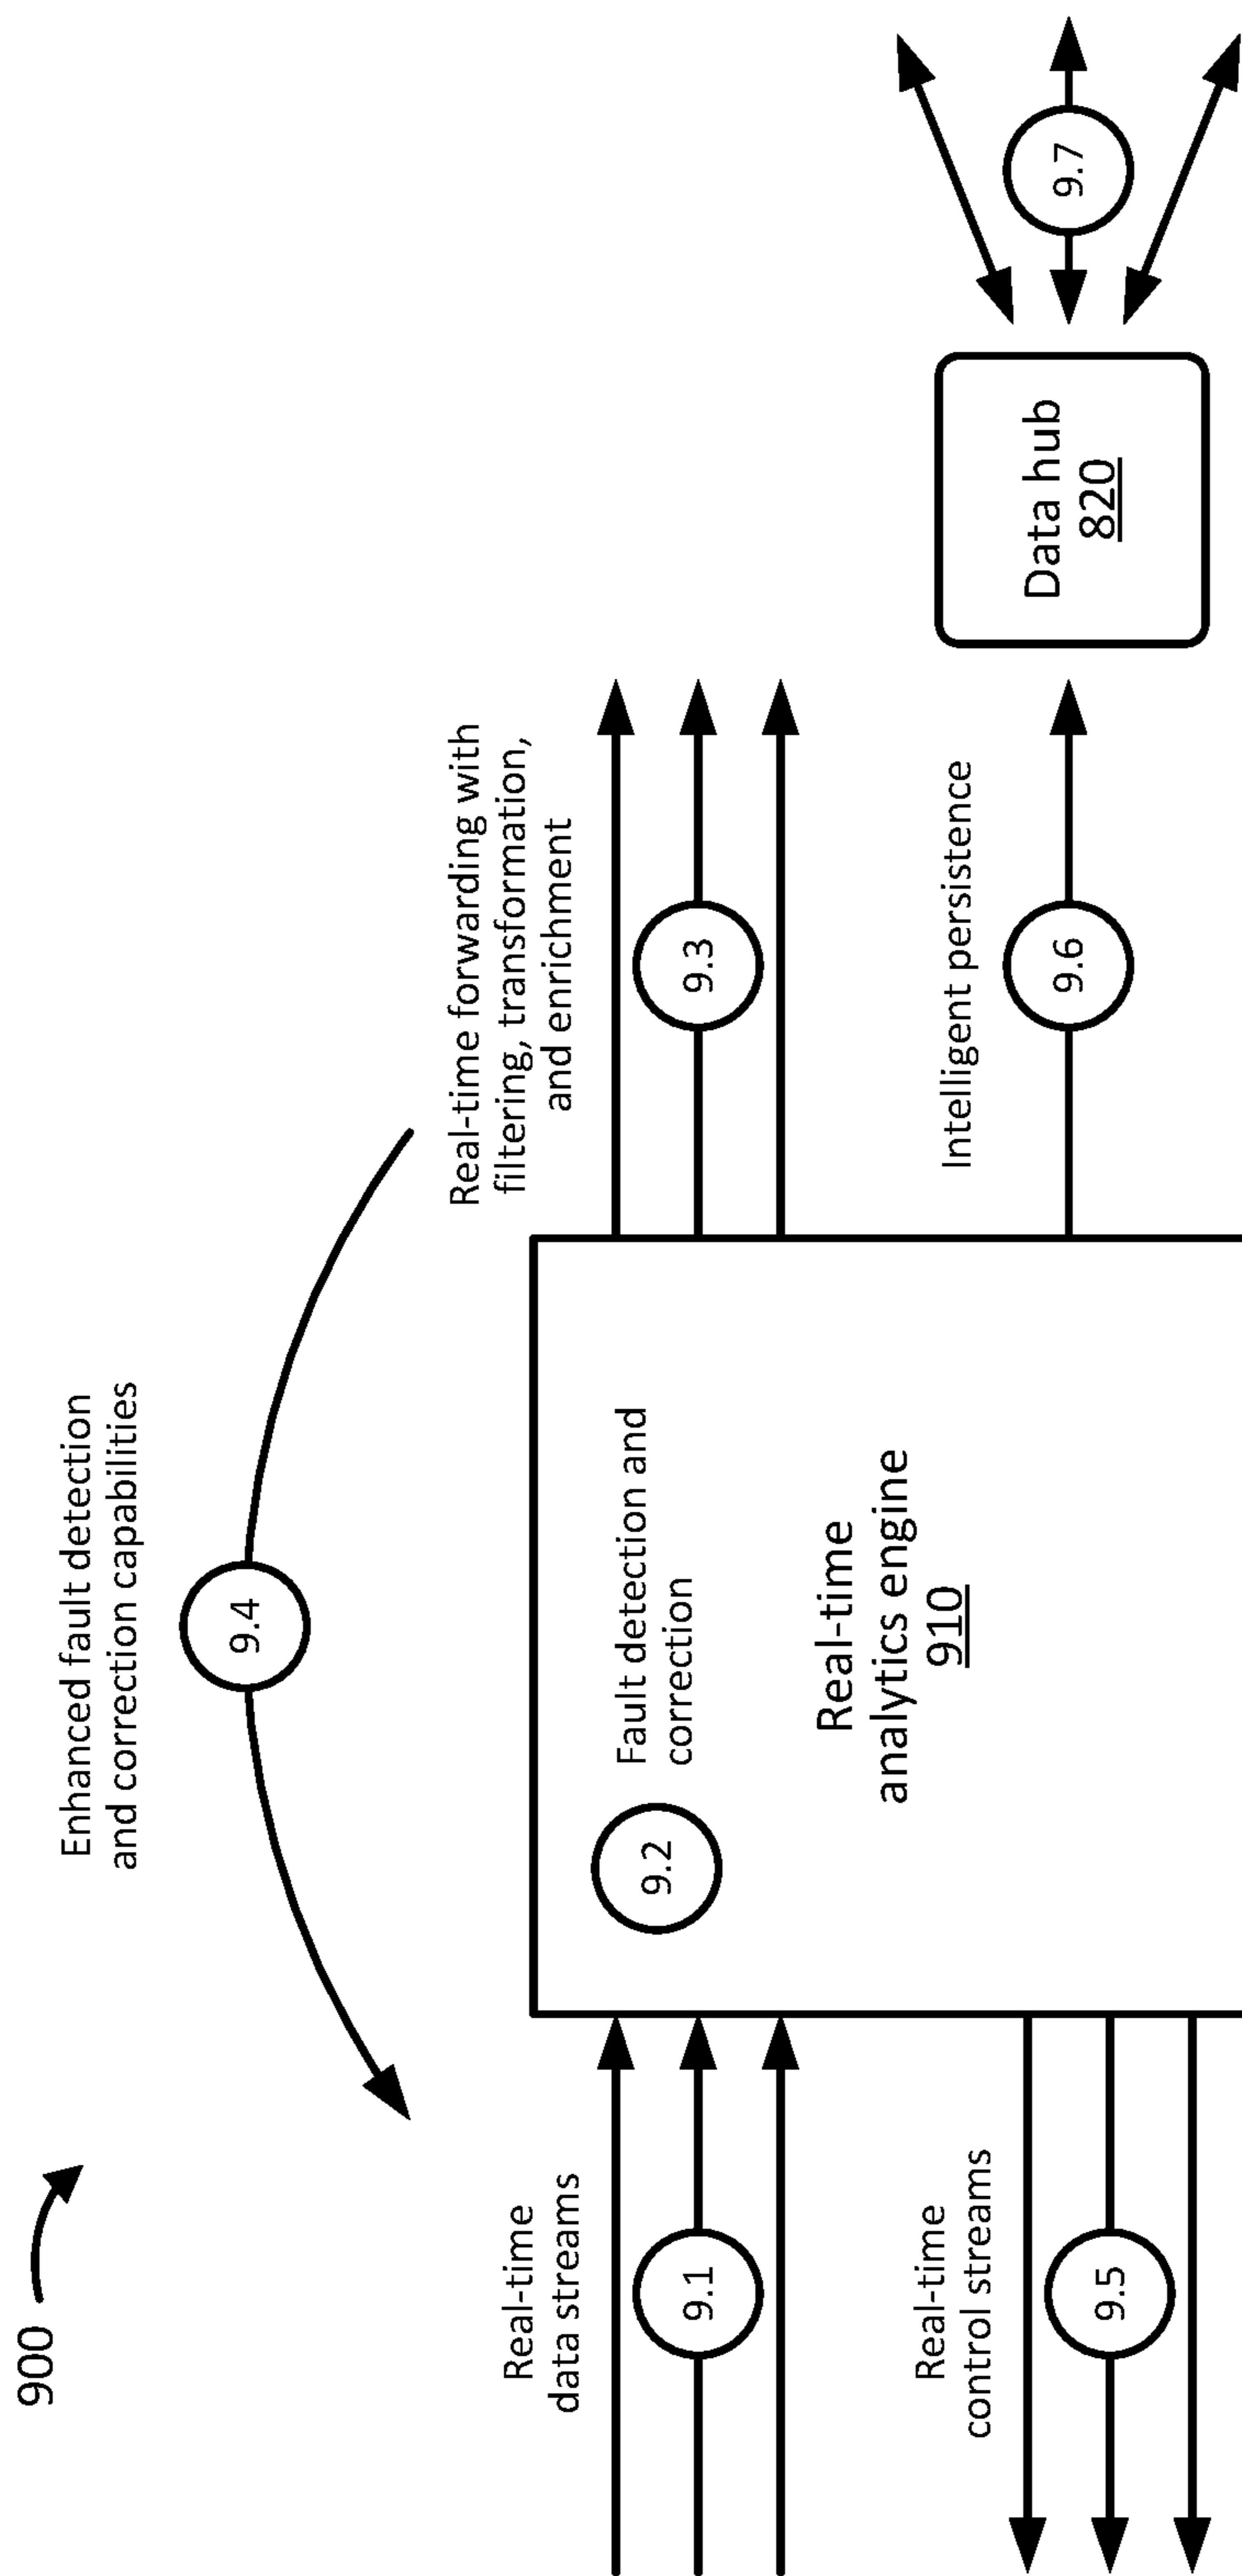 900
Enhanced fault detection
and correction capabilities
9.4
Real-time
data streams
9.1
9.2
Fault detection and
correction
Real-time
analytics engine
910
Real-time forwarding with
filtering, transformation,
and enrichment
9.3
Real-time
control streams
9.5
Intelligent persistence
9.6
Data hub
820
9.7